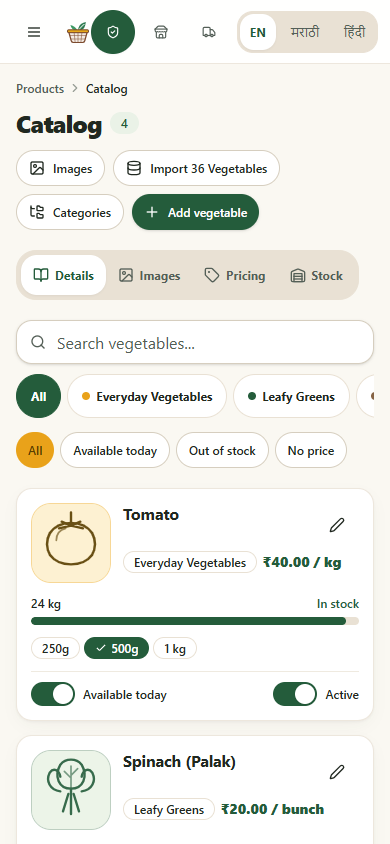 EN मराठी हिंदी
Products Catalog
Catalog 4
Images Import 36 Vegetables
Categories Add vegetable
Details Images Pricing Stock
Search vegetables...
All Everyday Vegetables Leafy Greens
All Available today Out of stock No price
Tomato
Everyday Vegetables ₹40.00 / kg
24 kg In stock
250g 500g 1 kg
Available today Active
Spinach (Palak)
Leafy Greens ₹20.00 / bunch